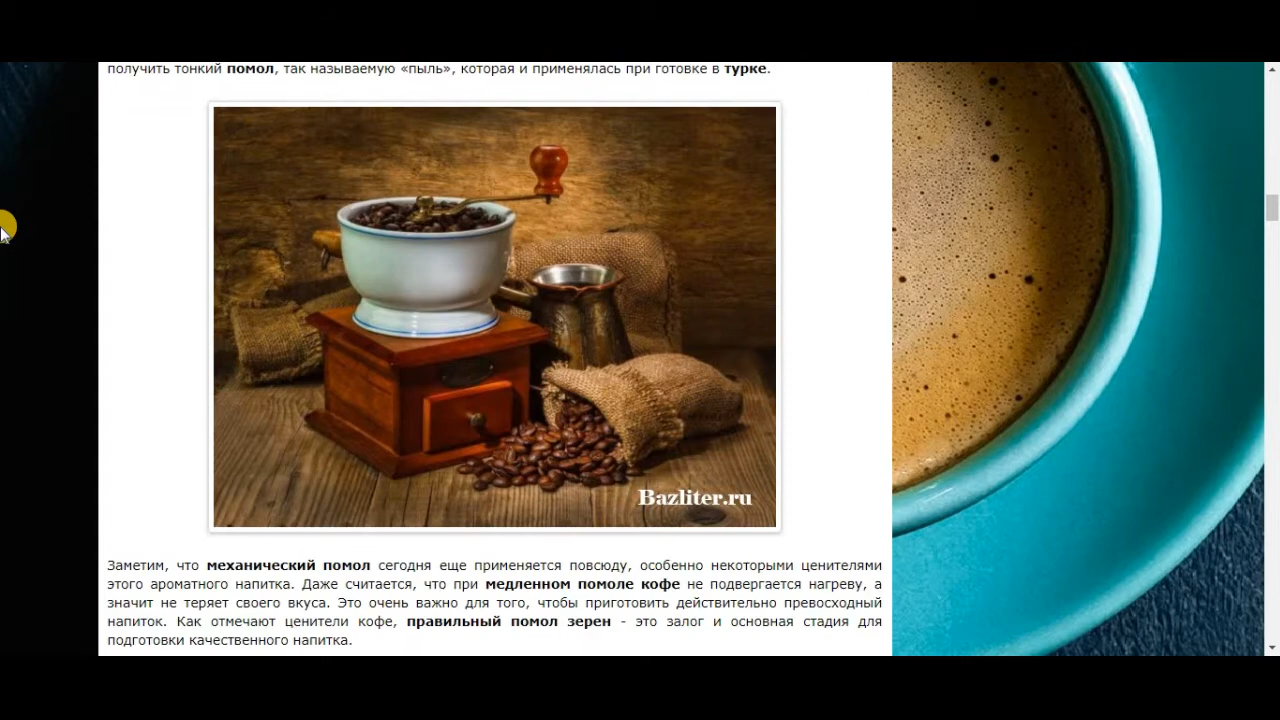 получить тонкий помол, так называемую «пыль», которая и применялась при готовке в турке.
Bazliter.ru
Заметим, что механический помол сегодня еще применяется повсюду, особенно некоторыми ценителями
этого ароматного напитка. Даже считается, что при медленном помоле кофе не подвергается нагреву, а
значит не теряет своего вкуса. Это очень важно для того, чтобы приготовить действительно превосходный
напиток. Как отмечают ценители кофе, правильный помол зерен - это залог и основная стадия для
подготовки качественного напитка.